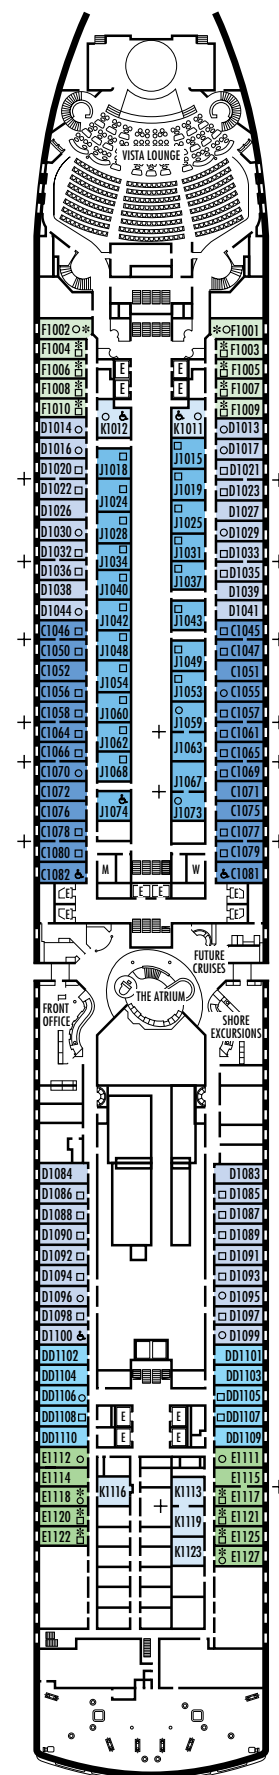 VISTA LOUNGE
F1002 F1001
F1004 F1003
F1006 E F1005
F1008 E E F1007
F1010 F1009
D1014 K1012 K1011 D1013
D1016 J1018 J1015 D1017
D1020 D1021
D1022 J1024 J1019 D1023
D1026 J1028 J1025 D1027
D1030 D1029
D1032 J1034 J1031 D1033
D1036 J1040 J1037 D1035
D1038 D1039
D1044 J1042 J1043 D1041
C1046 C1045
C1050 J1048 J1049 C1047
C1052 J1054 C1051
C1056 J1053 C1055
C1058 J1060 J1059 C1057
C1064 J1062 J1063 C1061
C1066 C1065
C1070 J1068 J1067 C1069
C1072 C1071
C1076 J1074 J1073 C1075
C1078 C1077
C1080 C1079
C1082 M W C1081
E E E E
E E
FUTURE
CRUISES
FRONT
OFFICE
THE ATRIUM
SHORE
EXCURSIONS
D1084 D1083
D1086 D1085
D1088 D1087
D1090 D1089
D1092 D1091
D1094 D1093
D1096 D1095
D1098 D1097
D1100 D1099
DD1102 DD1101
DD1104 DD1103
DD1106 DD1105
DD1108 E E DD1107
DD1110 E E DD1109
E1112 E1111
E1114 E1115
E1118 K1116 K1113 E1117
E1120 K1119 E1121
E1122 E1125
K1123 E1127